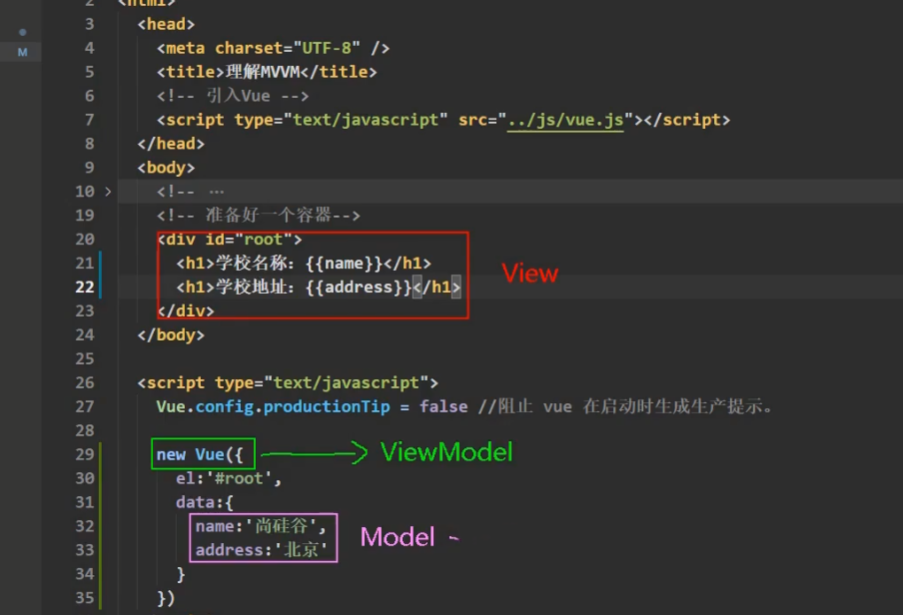 2 <html>
3 <head>
M
4 <meta charset="UTF-8" />
5 <title>理解MVVM</title>
6 <!-- 引入Vue -->
7 <script type="text/javascript" src="../js/vue.js"></script>
8 </head>
9 <body>
10 > <!-- ···
19 <!-- 准备好一个容器-->
20 <div id="root">
21 <h1>学校名称：{{name}}</h1>
View
22 <h1>学校地址：{{address}}</h1>
23 </div>
24 </body>
25
26 <script type="text/javascript">
27 Vue.config.productionTip = false //阻止 vue 在启动时生成生产提示。
28
29 new Vue({
ViewModel
30 el:'#root',
31 data:{
32 name:'尚硅谷',
Model
33 address:'北京'
34 }
35 })